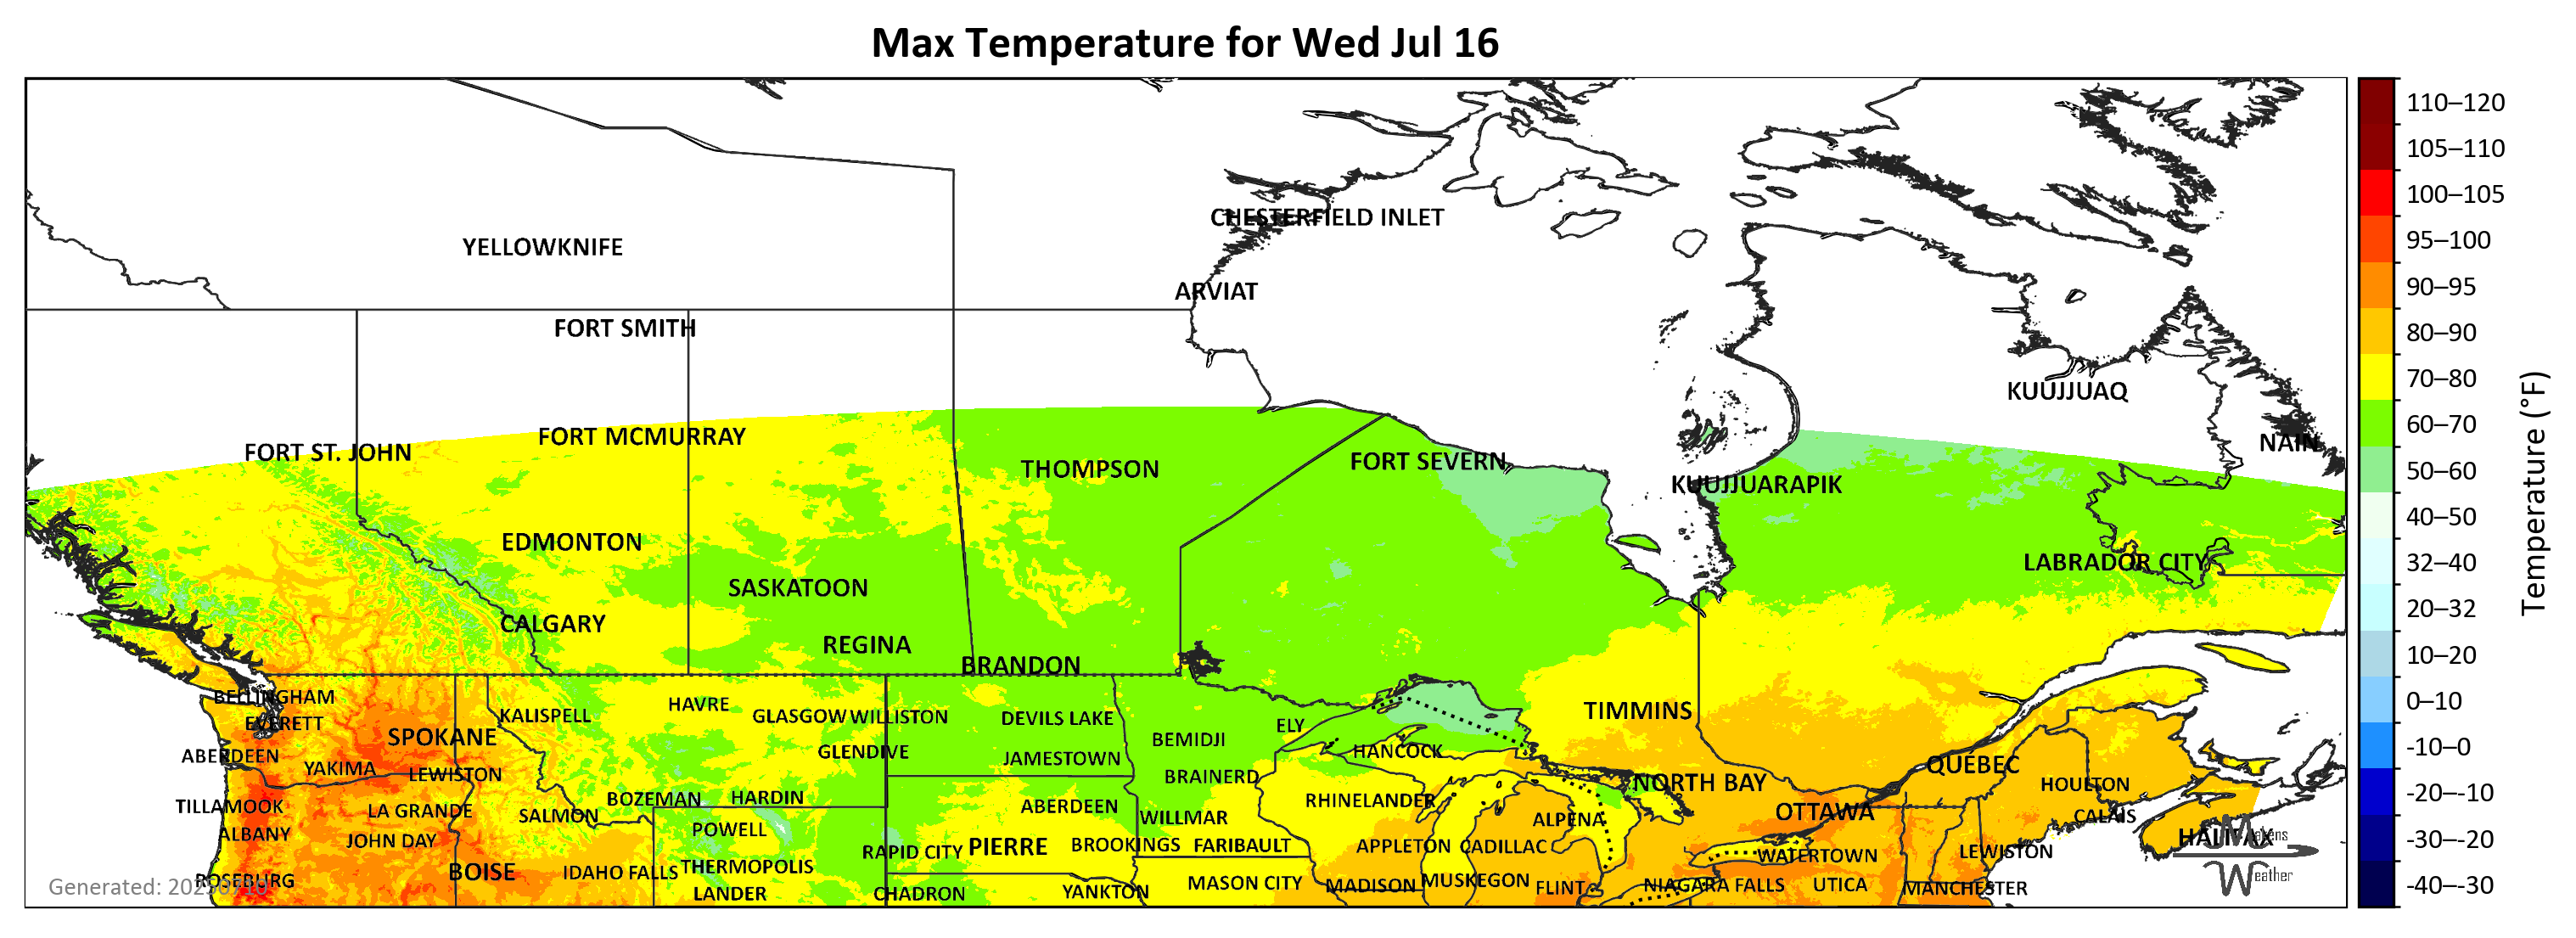 Max Temperature for Wed Jul 16
CHESTERFIELD INLET
YELLOWKNIFE
ARVIAT
FORT SMITH
KUUJJUAQ
FORT MCMURRAY
NAIN
FORT ST. JOHN
FORT SEVERN
THOMPSON
KUUJJUARAPIK
EDMONTON
LABRADOR CITY
SASKATOON
CALGARY
REGINA
BRANDON
BELLINGHAM
HAVRE
TIMMINS
KALISPELL
GLASGOW
WILLISTON
DEVILS LAKE
EVERETT
ELY
SPOKANE
BEMIDJI
HANCOCK
GLENDIVE
ABERDEEN
JAMESTOWN
QUÉBEC
YAKIMA
LEWISTON
BRAINERD
NORTH BAY
HOULTON
BOZEMAN
HARDIN
RHINELANDER
TILLAMOOK
ABERDEEN
LA GRANDE
OTTAWA
SALMON
WILLMAR
CALAIS
ALPENA
POWELL
ALBANY
HALIFAX
JOHN DAY
RAPID CITY
PIERRE
BROOKINGS
FARIBAULT
APPLETON
CADILLAC
LEWISTON
WATERTOWN
THERMOPOLIS
BOISE
IDAHO FALLS
ROSEBURG
MASON CITY
MADISON
MUSKEGON
FLINT
NIAGARA FALLS
UTICA
MANCHESTER
LANDER
CHADRON
YANKTON
Makens
Weather
110–120
105–110
100–105
95–100
90–95
80–90
70–80
60–70
50–60
40–50
32–40
20–32
10–20
0–10
-10–0
-20–-10
-30–-20
-40–-30
Temperature (°F)
Generated: